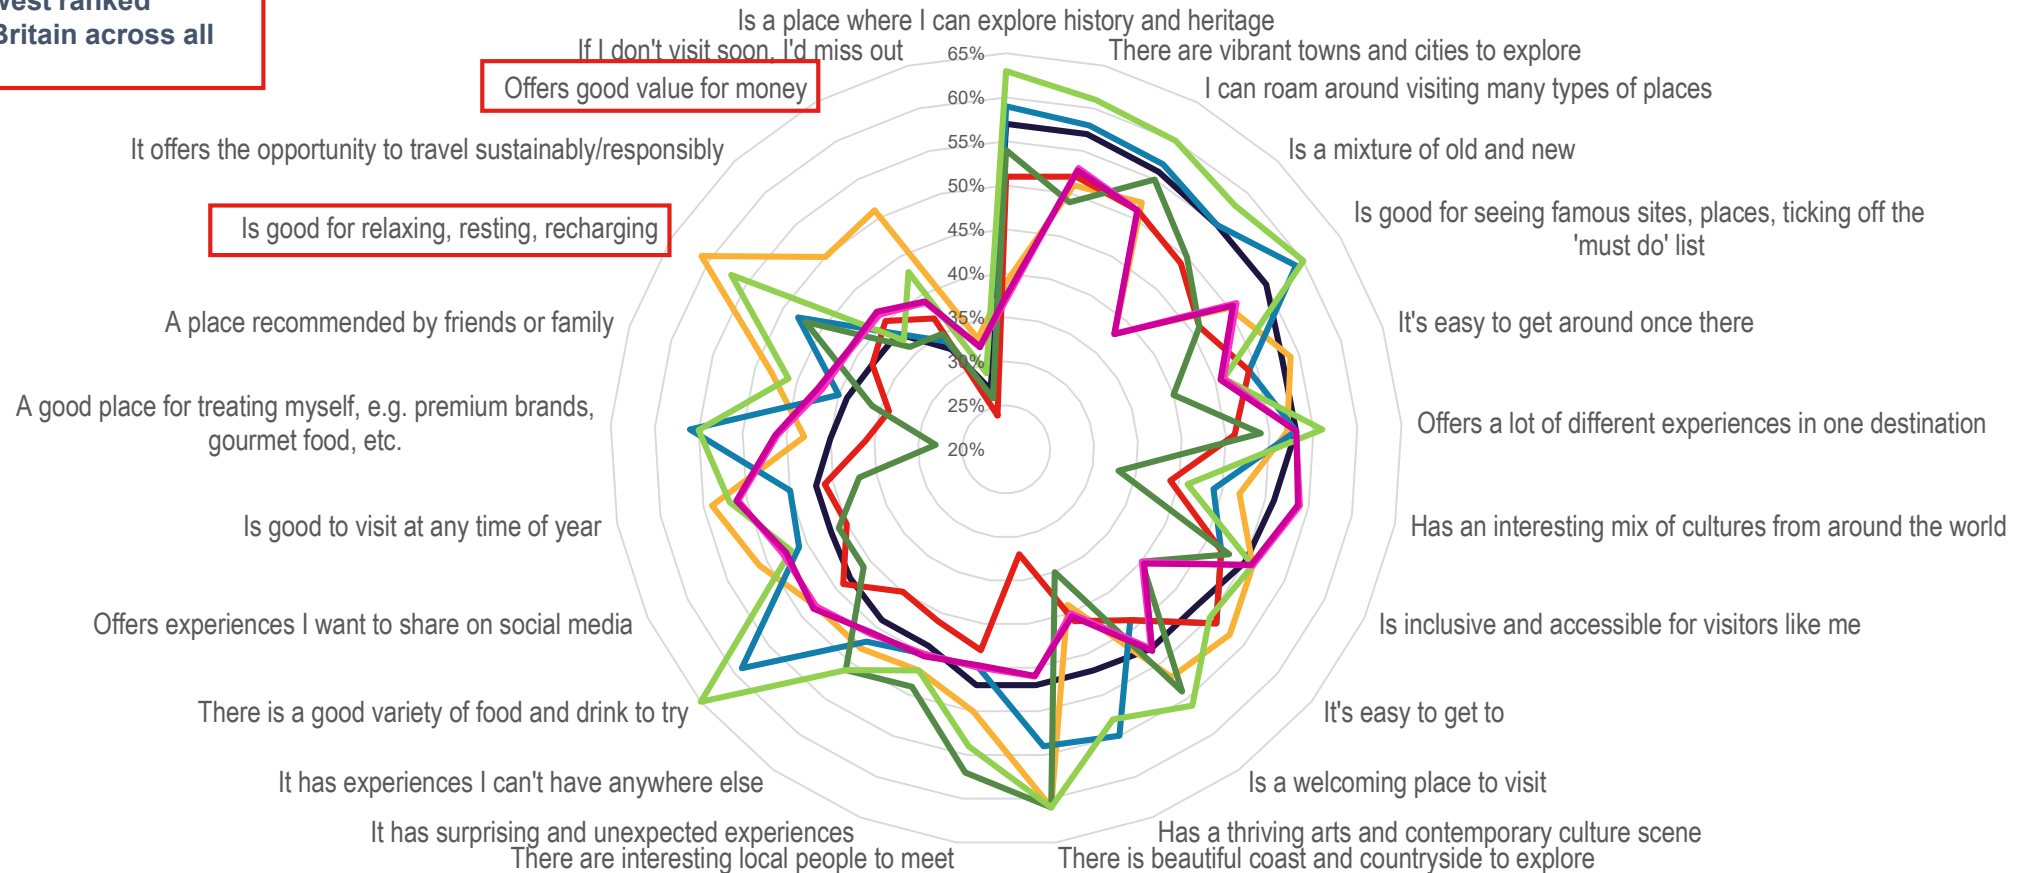 ranked
Britain across all
Is a place where I can explore history and heritage
If I don't visit soon, I'd miss out
There are vibrant towns and cities to explore
Offers good value for money
I can roam around visiting many types of places
It offers the opportunity to travel sustainably/responsibly
Is a mixture of old and new
Is good for relaxing, resting, recharging
Is good for seeing famous sites, places, ticking off the
'must do' list
A place recommended by friends or family
It's easy to get around once there
A good place for treating myself, e.g. premium brands,
gourmet food, etc.
Offers a lot of different experiences in one destination
Is good to visit at any time of year
Has an interesting mix of cultures from around the world
Offers experiences I want to share on social media
Is inclusive and accessible for visitors like me
There is a good variety of food and drink to try
It's easy to get to
It has experiences I can't have anywhere else
Is a welcoming place to visit
It has surprising and unexpected experiences
Has a thriving arts and contemporary culture scene
There are interesting local people to meet
There is beautiful coast and countryside to explore
65%
60%
55%
50%
45%
40%
35%
30%
25%
20%